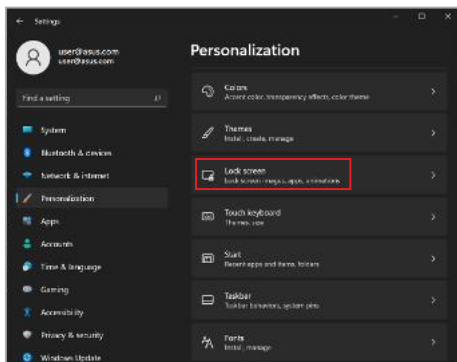 Settings
user@asus.com
user@asus.com
Find a setting
System
Bluetooth & devices
Network & internet
Personalization
Apps
Accounts
Time & language
Gaming
Accessibility
Privacy & security
Windows Update
Personalization
Colors
Accent color, transparency effects, color theme
Themes
Install, create, manage
Lock screen
Lock screen images, apps, animations
Touch keyboard
Themes, size
Start
Recent apps and items, folders
Taskbar
Taskbar behaviors, system pins
Fonts
Install, manage